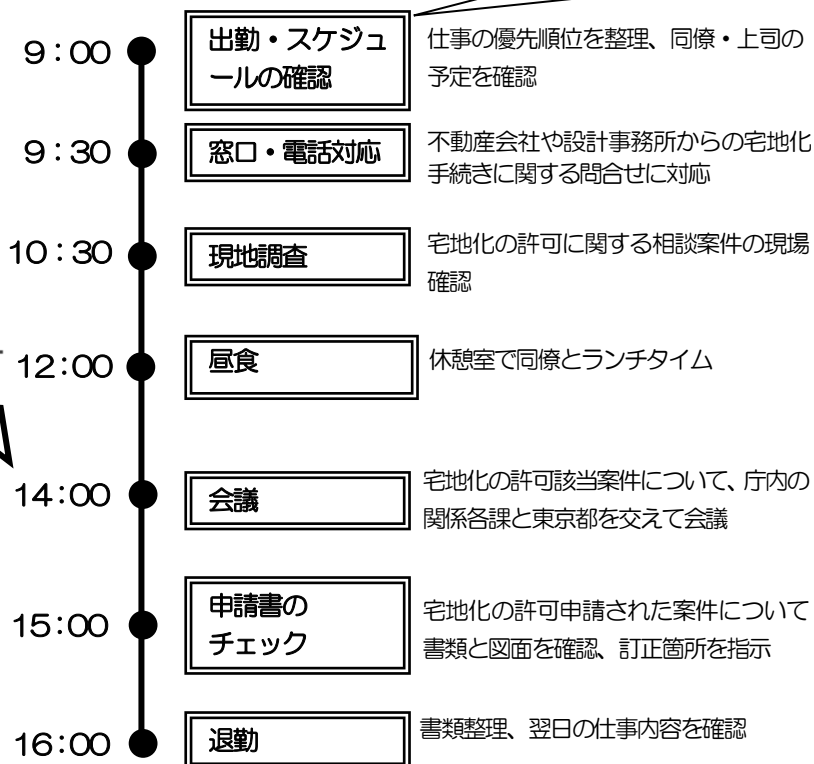 9:00
出勤・スケジュ
ールの確認
仕事の優先順位を整理、同僚・上司の
予定を確認
9:30
窓口・電話対応
不動産会社や設計事務所からの宅地化
手続きに関する問合せに対応
10:30
現地調査
宅地化の許可に関する相談案件の現場
確認
12:00
昼食
休憩室で同僚とランチタイム
14:00
会議
宅地化の許可該当案件について、庁内の
関係各課と東京都を交えて会議
15:00
申請書の
チェック
宅地化の許可申請された案件について
書類と図面を確認、訂正箇所を指示
16:00
退勤
書類整理、翌日の仕事内容を確認